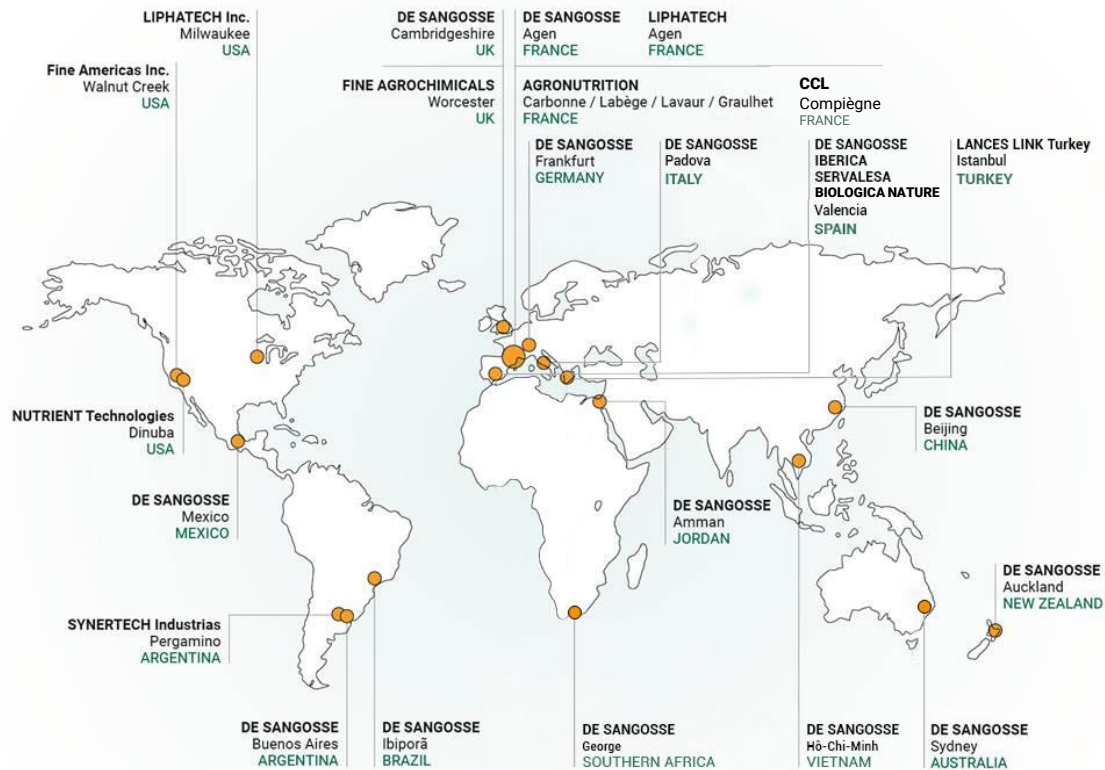 LIPHATECH Inc.
Milwaukee
USA
Fine Americas Inc.
Walnut Creek
USA
DE SANGOSSE
Cambridgeshire
UK
DE SANGOSSE
Agen
FRANCE
LIPHATECH
Agen
FRANCE
FINE AGROCHIMICALS
Worcester
UK
AGRONUTRITION
Carbonne / Labège / Lavaur / Graulhet
FRANCE
CCL
Compiègne
FRANCE
DE SANGOSSE
Frankfurt
GERMANY
DE SANGOSSE
Padova
ITALY
DE SANGOSSE
IBERICA
SERVALESA
BIOLOGICA NATURE
Valencia
SPAIN
LANCES LINK Turkey
Istanbul
TURKEY
NUTRIENT Technologies
Dinuba
USA
DE SANGOSSE
Beijing
CHINA
DE SANGOSSE
Mexico
MEXICO
DE SANGOSSE
Amman
JORDAN
DE SANGOSSE
Auckland
NEW ZEALAND
SYNERTECH Industrias
Pergamino
ARGENTINA
DE SANGOSSE
Buenos Aires
ARGENTINA
DE SANGOSSE
Ibiporã
BRAZIL
DE SANGOSSE
George
SOUTHERN AFRICA
DE SANGOSSE
Hô-Chi-Minh
VIETNAM
DE SANGOSSE
Sydney
AUSTRALIA